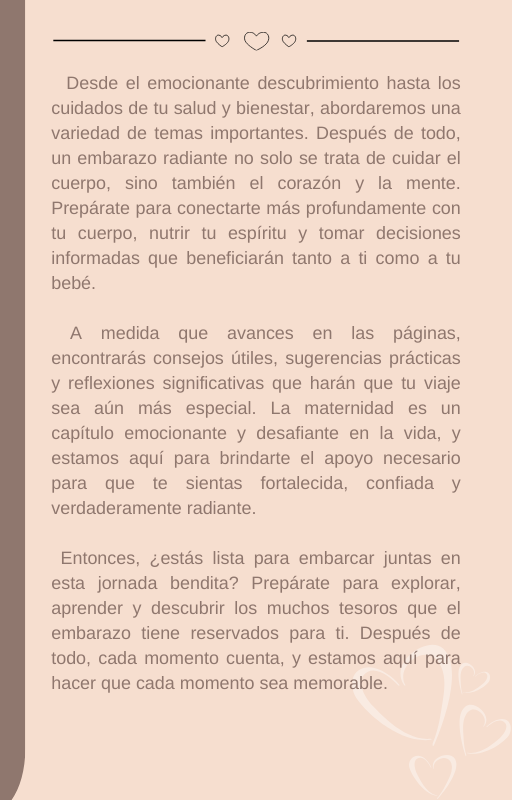 Desde el emocionante descubrimiento hasta los
cuidados de tu salud y bienestar, abordaremos una
variedad de temas importantes. Después de todo,
un embarazo radiante no solo se trata de cuidar el
cuerpo, sino también el corazón y la mente.
Prepárate para conectarte más profundamente con
tu cuerpo, nutrir tu espíritu y tomar decisiones
informadas que beneficiarán tanto a ti como a tu
bebé.
A medida que avances en las páginas,
encontrarás consejos útiles, sugerencias prácticas
y reflexiones significativas que harán que tu viaje
sea aún más especial. La maternidad es un
capítulo emocionante y desafiante en la vida, y
estamos aquí para brindarte el apoyo necesario
para que te sientas fortalecida, confiada y
verdaderamente radiante.
Entonces, ¿estás lista para embarcar juntas en
esta jornada bendita? Prepárate para explorar,
aprender y descubrir los muchos tesoros que el
embarazo tiene reservados para ti. Después de
todo, cada momento cuenta, y estamos aquí para
hacer que cada momento sea memorable.